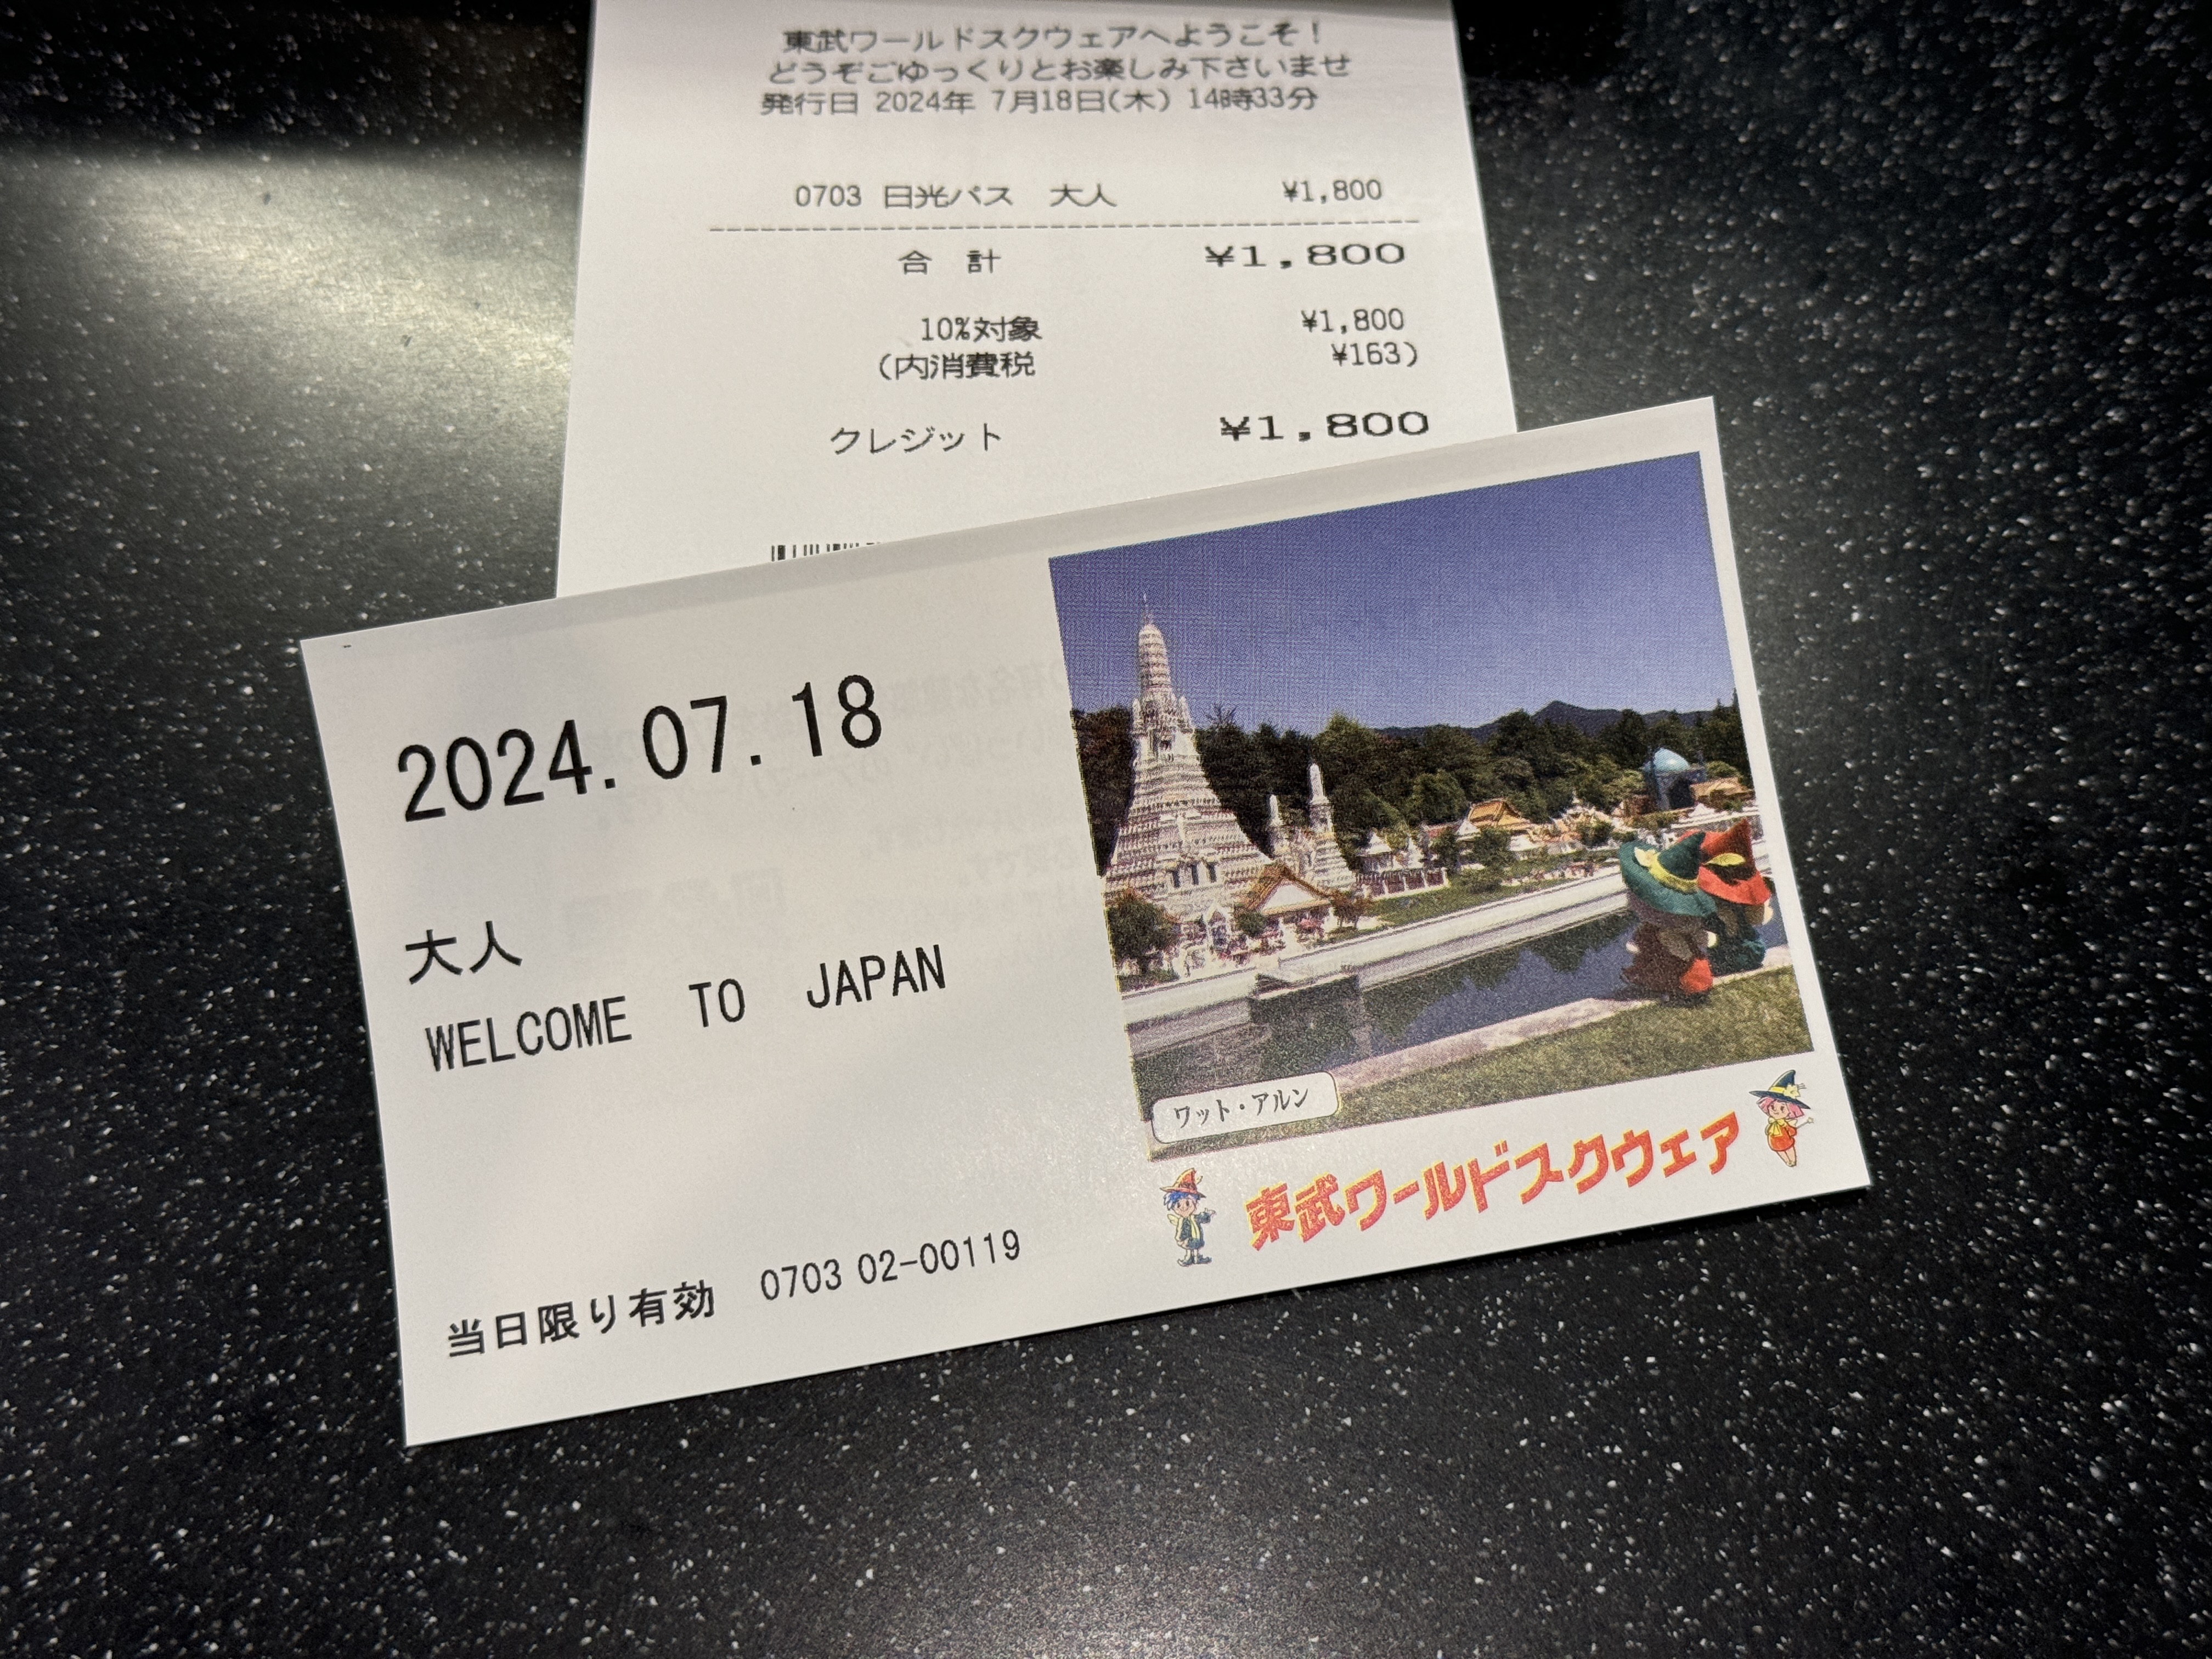 東武ワールドスクウェアへようこそ！
どうぞごゆっくりとお楽しみ下さいませ
発行日 2024年 7月18日(木) 14時33分
0703 日光パス 大人 ¥1,800
合計 ¥1,800
10%対象 ¥1,800
(内消費税 ¥163)
クレジット ¥1,800
2024.07.18
大人
WELCOME TO JAPAN
当日限り有効 0703 02-00119
ワット・アルン
東武ワールドスクウェア